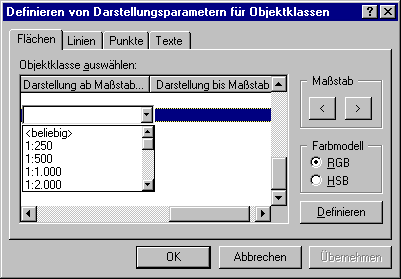 Definieren von Darstellungsparametern für Objektklassen
Flächen Linien Punkte Texte
Objektklasse auswählen:
Darstellung ab Maßstab... Darstellung bis Maßstab
<beliebig>
1:250
1:500
1:1.000
1:2.000
Maßstab
< >
Farbmodell
RGB
HSB
Definieren
OK Abbrechen Übernehmen